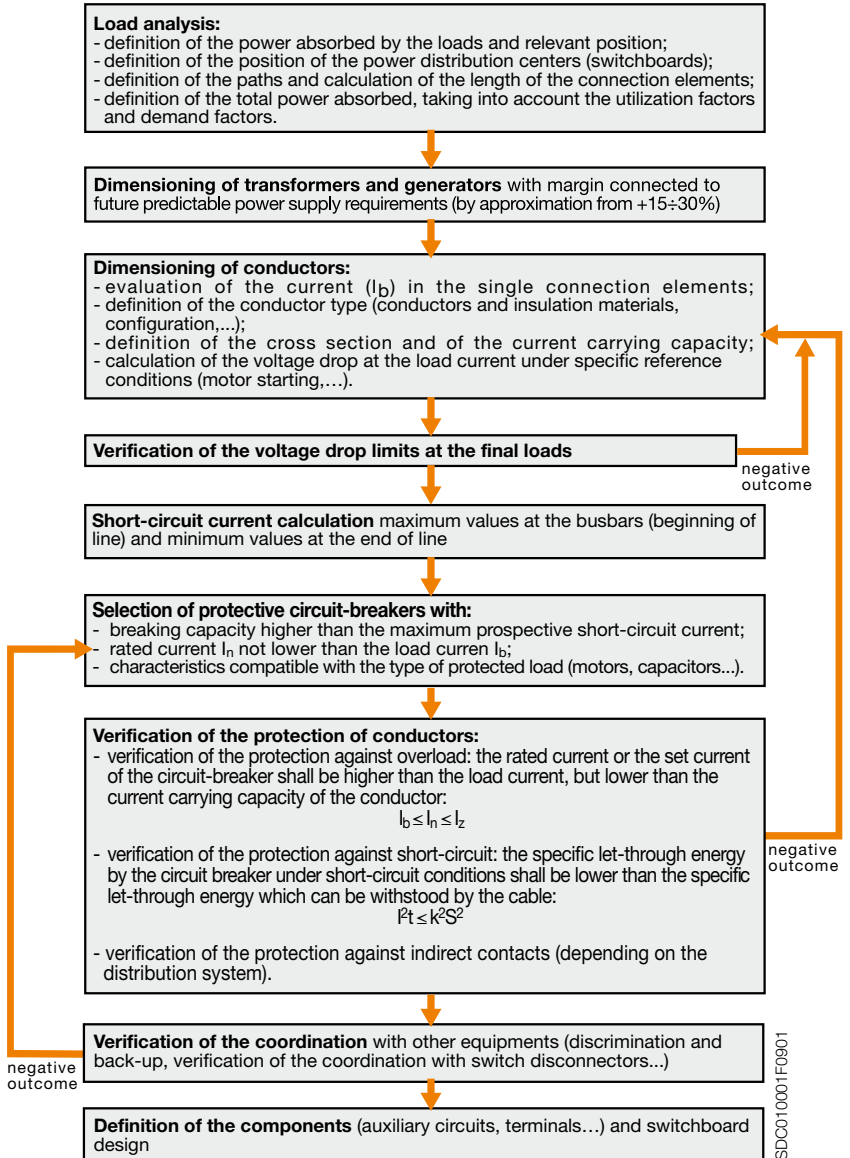 Load analysis:
- definition of the power absorbed by the loads and relevant position;
- definition of the position of the power distribution centers (switchboards);
- definition of the paths and calculation of the length of the connection elements;
- definition of the total power absorbed, taking into account the utilization factors
and demand factors.
Dimensioning of transformers and generators with margin connected to
future predictable power supply requirements (by approximation from +15÷30%)
Dimensioning of conductors:
- evaluation of the current (Ib) in the single connection elements;
- definition of the conductor type (conductors and insulation materials,
configuration,...);
- definition of the cross section and of the current carrying capacity;
- calculation of the voltage drop at the load current under specific reference
conditions (motor starting,…).
Verification of the voltage drop limits at the final loads
negative
outcome
Short-circuit current calculation maximum values at the busbars (beginning of
line) and minimum values at the end of line
Selection of protective circuit-breakers with:
- breaking capacity higher than the maximum prospective short-circuit current;
- rated current In not lower than the load curren Ib;
- characteristics compatible with the type of protected load (motors, capacitors...).
Verification of the protection of conductors:
- verification of the protection against overload: the rated current or the set current
of the circuit-breaker shall be higher than the load current, but lower than the
current carrying capacity of the conductor:
Ib ≤ In ≤ Iz
- verification of the protection against short-circuit: the specific let-through energy
by the circuit breaker under short-circuit conditions shall be lower than the specific
let-through energy which can be withstood by the cable:
I²t ≤ k²S²
- verification of the protection against indirect contacts (depending on the
distribution system).
negative
outcome
Verification of the coordination with other equipments (discrimination and
back-up, verification of the coordination with switch disconnectors...)
negative
outcome
Definition of the components (auxiliary circuits, terminals…) and switchboard
design
SDC010001F0901